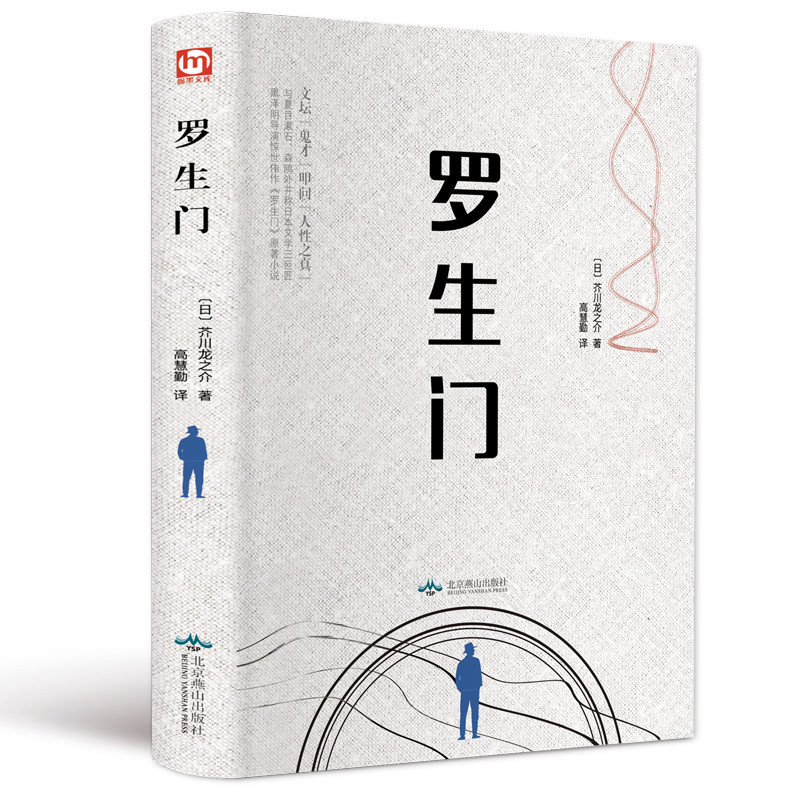 翰墨文库
罗生门
〔日〕芥川龙之介 著
高慧勤 译
YSP
北京燕山出版社
BEIJING YANSHAN PRESS
文坛「鬼才」叩问「人性之真」
与夏目漱石、森鸥外并称日本文学三巨匠
黑泽明导演惊世伟作《罗生门》原著小说
罗生门
〔日〕芥川龙之介 著
高慧勤 译
YSP
北京燕山出版社
BEIJING YANSHAN PRESS